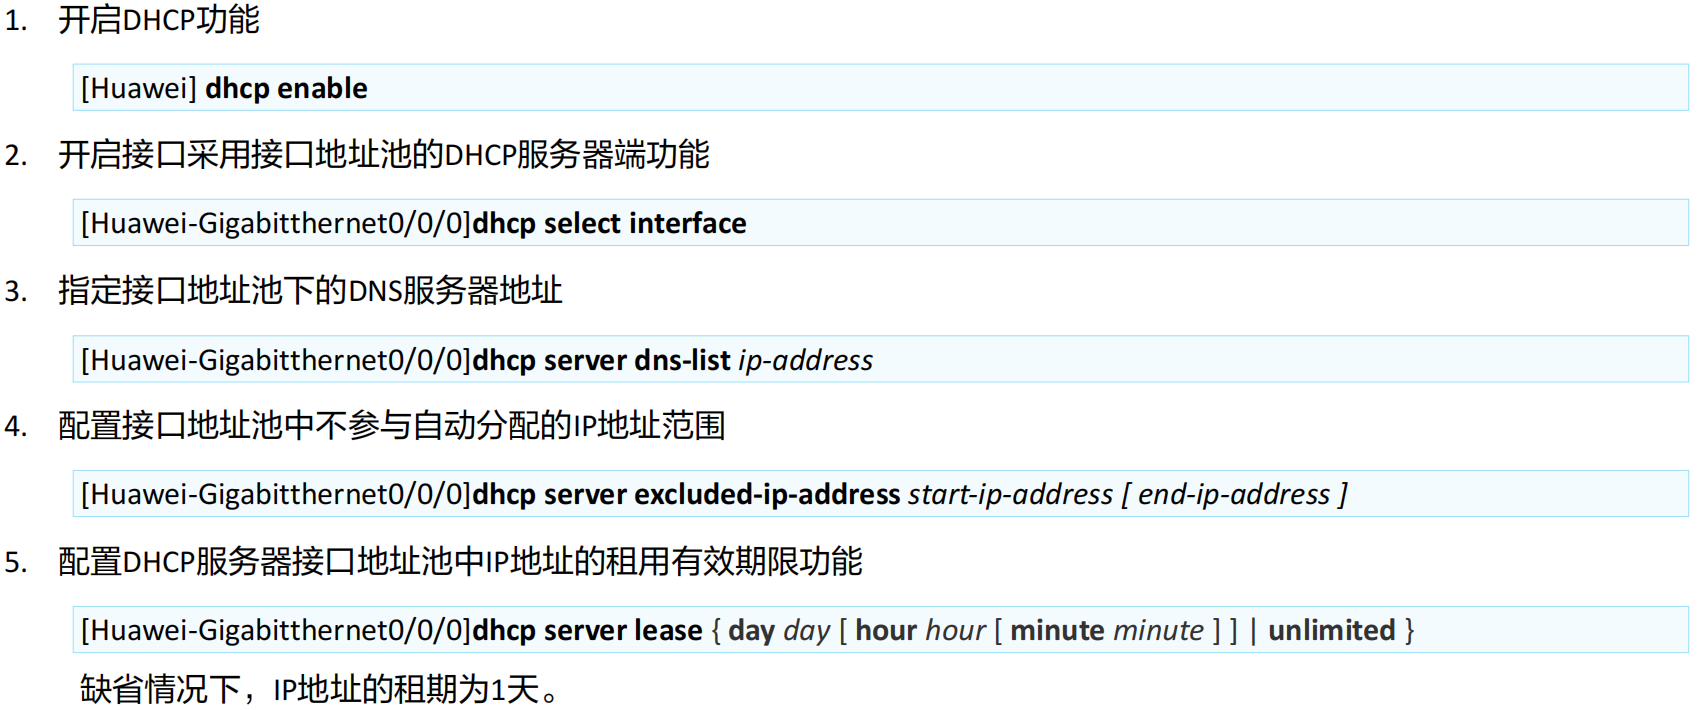 1. 开启DHCP功能
[Huawei] dhcp enable
2. 开启接口采用接口地址池的DHCP服务器端功能
[Huawei-Gigabitthernet0/0/0]dhcp select interface
3. 指定接口地址池下的DNS服务器地址
[Huawei-Gigabitthernet0/0/0]dhcp server dns-list ip-address
4. 配置接口地址池中不参与自动分配的IP地址范围
[Huawei-Gigabitthernet0/0/0]dhcp server excluded-ip-address start-ip-address [ end-ip-address ]
5. 配置DHCP服务器接口地址池中IP地址的租用有效期限功能
[Huawei-Gigabitthernet0/0/0]dhcp server lease { day day [ hour hour [ minute minute ] ] | unlimited }
缺省情况下，IP地址的租期为1天。